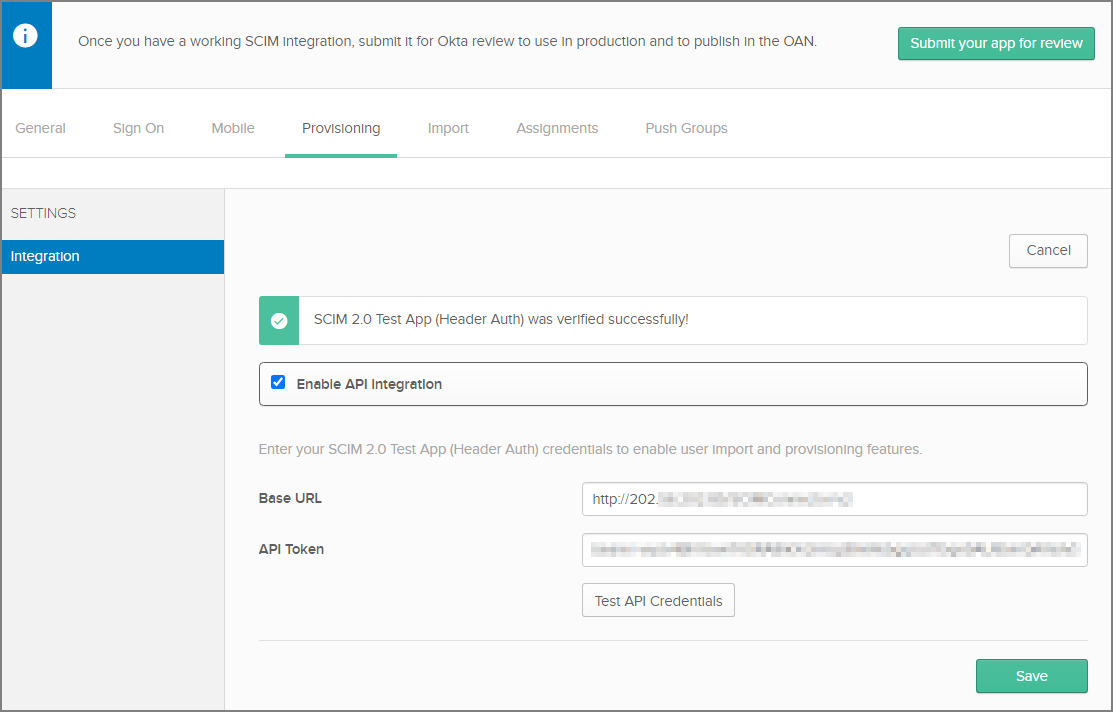 Once you have a working SCIM integration, submit it for Okta review to use in production and to publish in the OAN.
Submit your app for review
General
Sign On
Mobile
Provisioning
Import
Assignments
Push Groups
SETTINGS
Integration
Cancel
SCIM 2.0 Test App (Header Auth) was verified successfully!
Enable API Integration
Enter your SCIM 2.0 Test App (Header Auth) credentials to enable user import and provisioning features.
Base URL
http://202.
API Token
Test API Credentials
Save